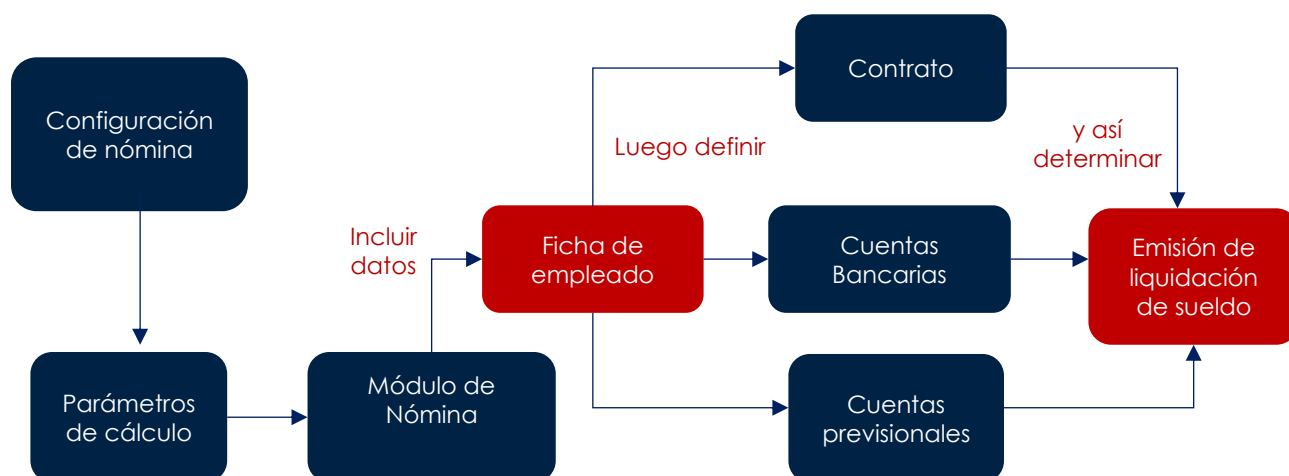 Configuración
de nómina
Parámetros
de cálculo
Módulo de
Nómina
Incluir
datos
Ficha de
empleado
Luego definir
Contrato
Cuentas
Bancarias
Cuentas
previsionales
y así
determinar
Emisión de
liquidación
de sueldo